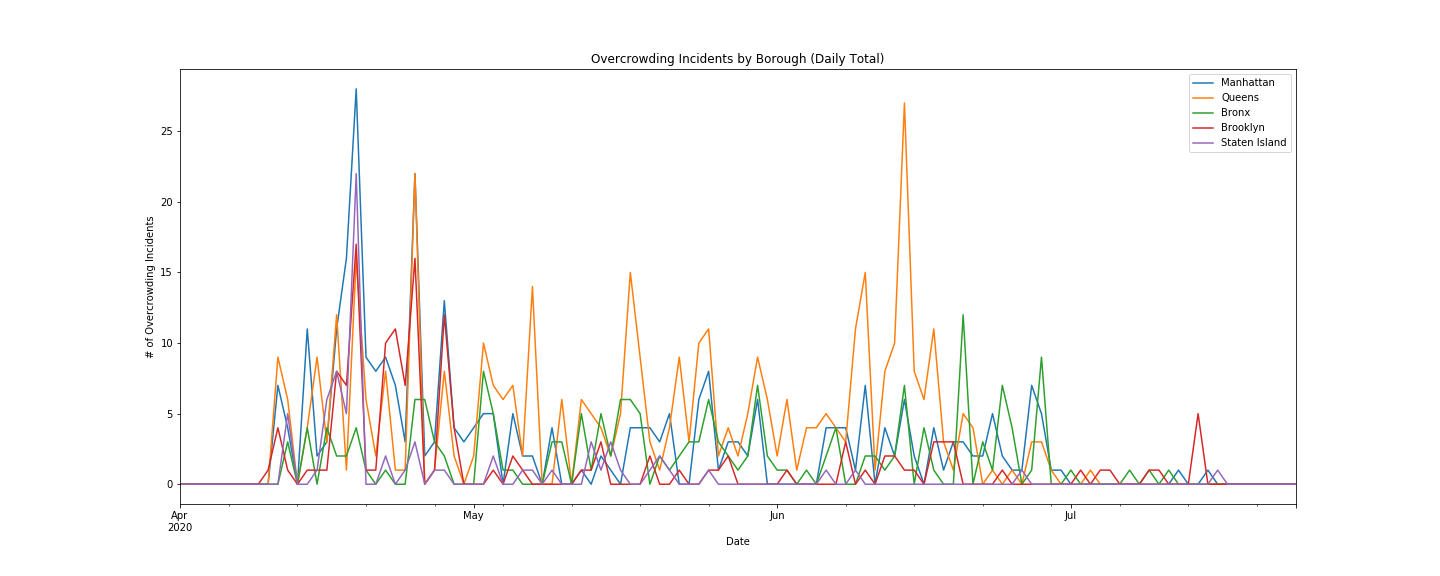 Overcrowding Incidents by Borough (Daily Total)
Manhattan
Queens
Bronx
Brooklyn
Staten Island
# of Overcrowding Incidents
25
20
15
10
5
0
Apr
2020
May
Jun
Jul
Date